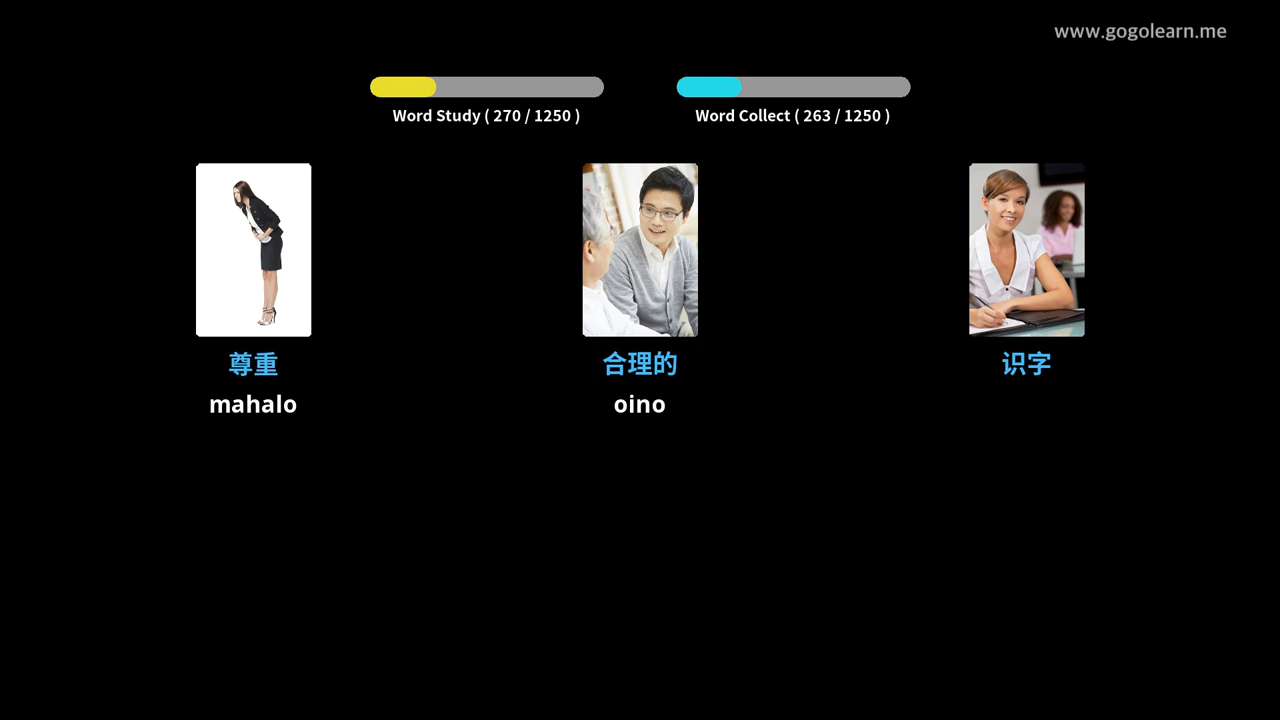 www.gogolearn.me
Word Study ( 270 / 1250 )
Word Collect ( 263 / 1250 )
尊重
合理的
识字
mahalo
oino